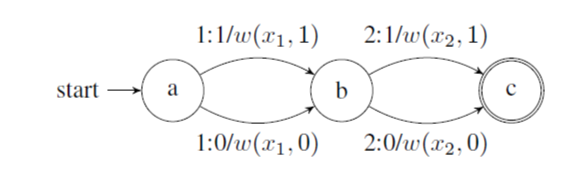 1:1/w(x₁, 1) 2:1/w(x₂, 1)
start a b c
1:0/w(x₁, 0) 2:0/w(x₂, 0)